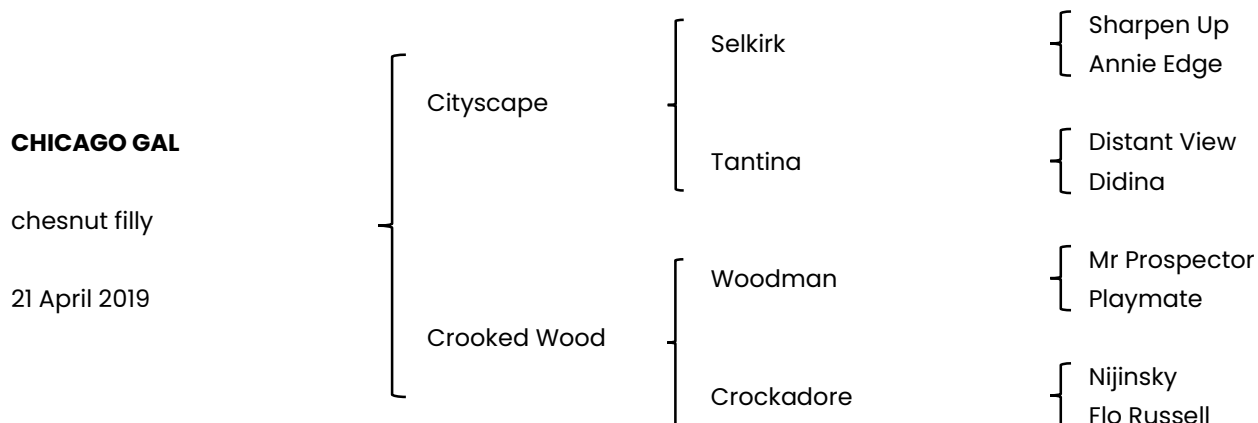 CHICAGO GAL
chesnut filly
21 April 2019
Cityscape
Crooked Wood
Selkirk
Tantina
Woodman
Crockadore
Sharpen Up
Annie Edge
Distant View
Didina
Mr Prospector
Playmate
Nijinsky
Flo Russell